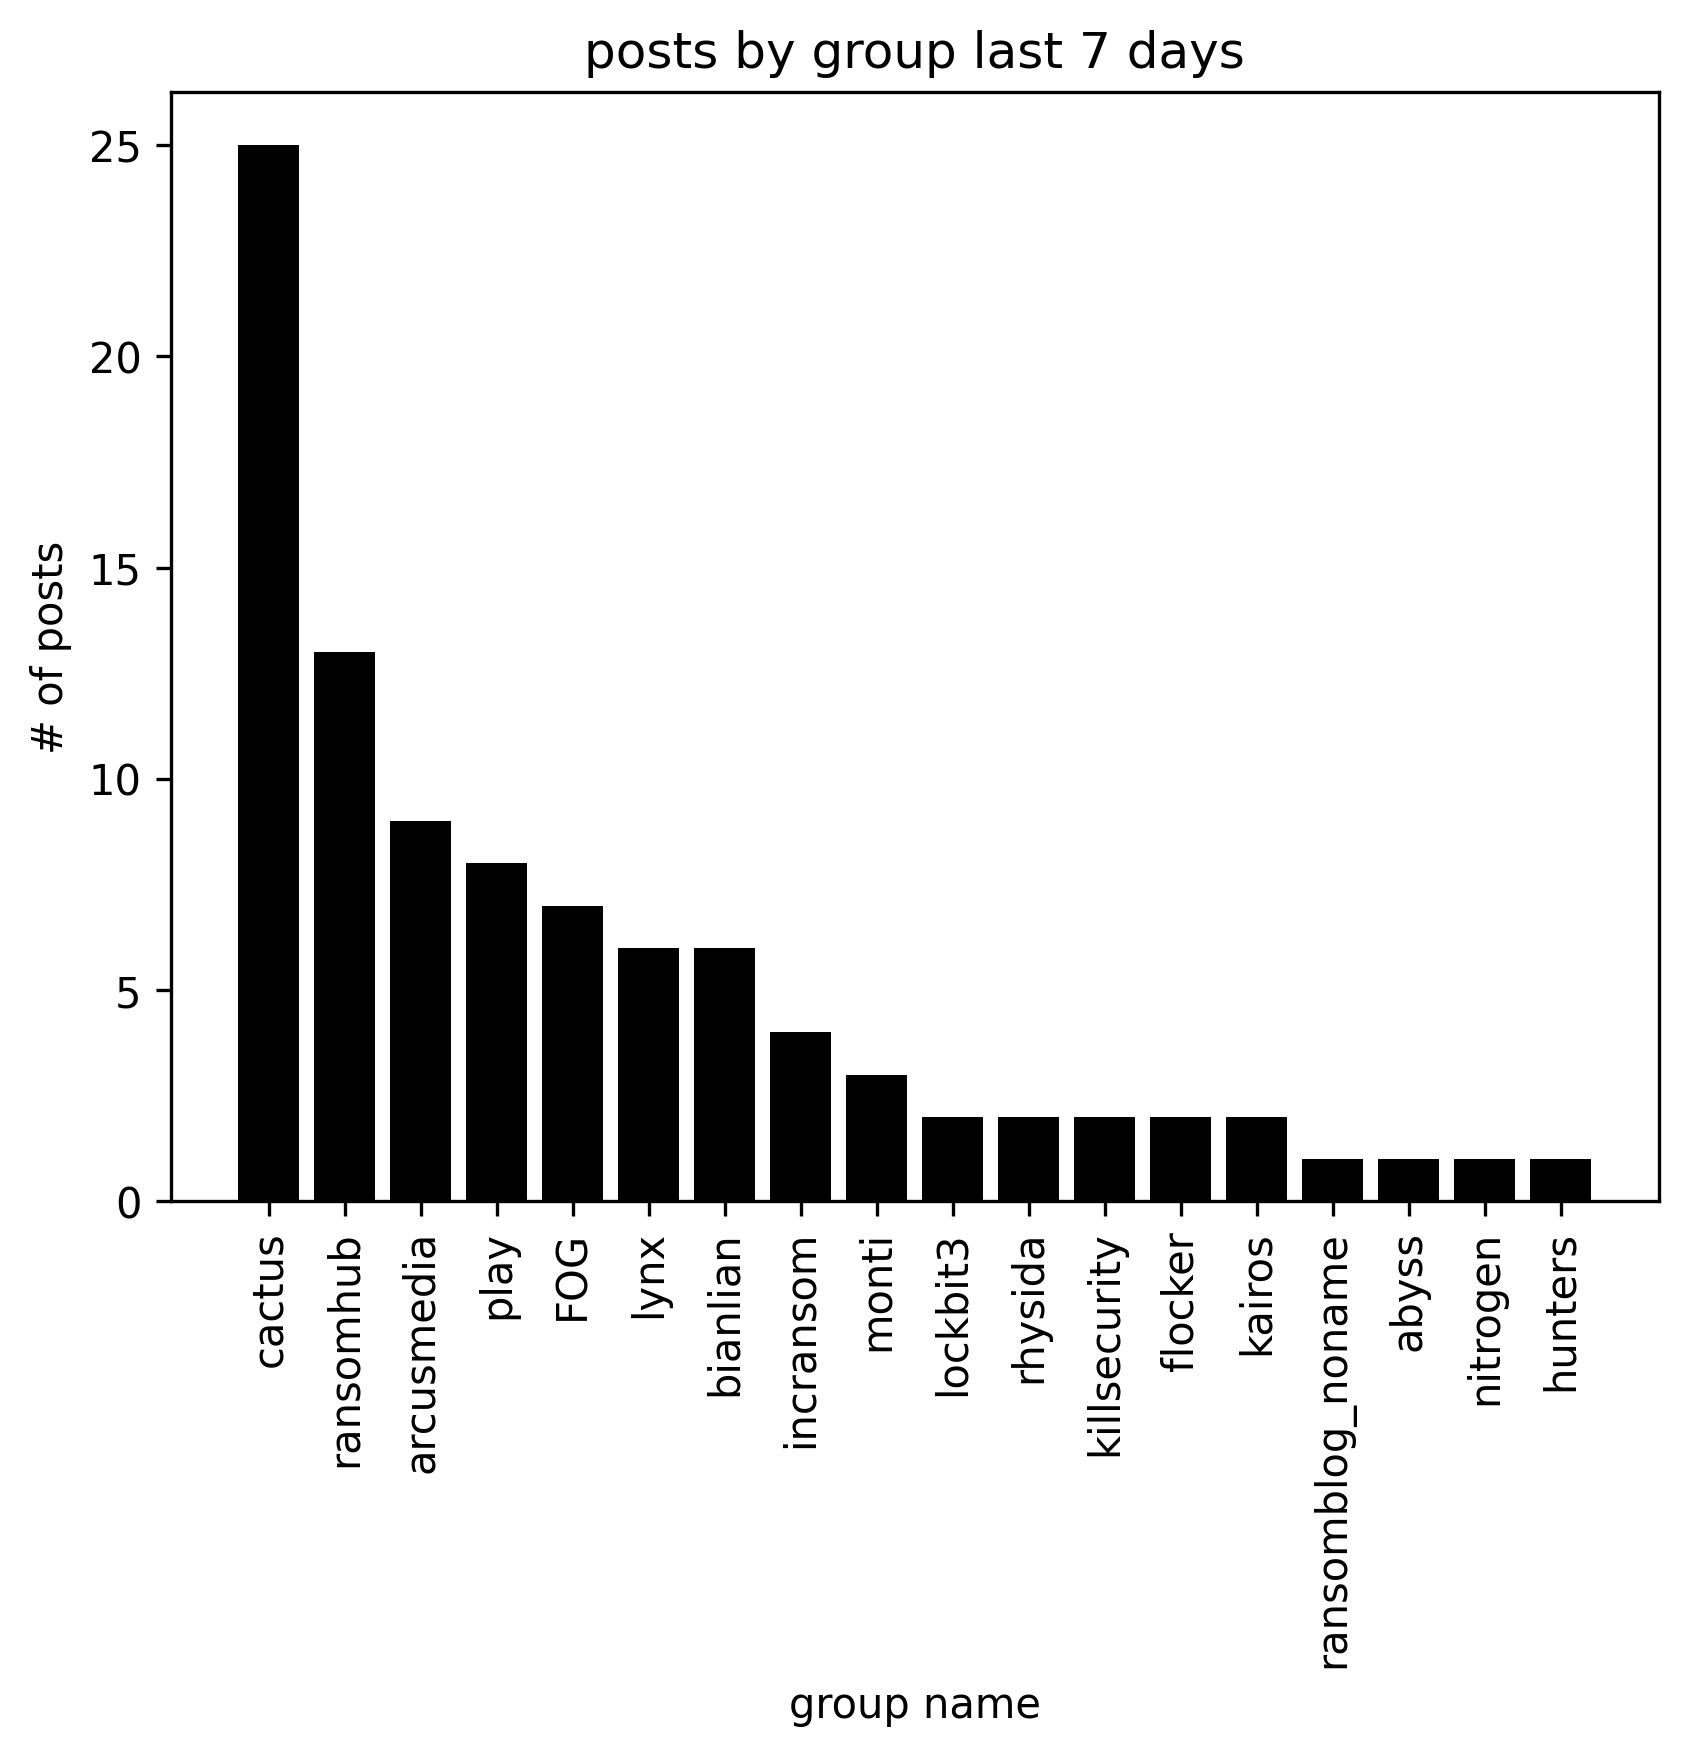 posts by group last 7 days
25
20
15
10
5
0
# of posts
cactus
ransomhub
arcusmedia
play
FOG
lynx
bianlian
incransom
monti
lockbit3
rhysida
killsecurity
flocker
kairos
ransomblog_noname
abyss
nitrogen
hunters
group name